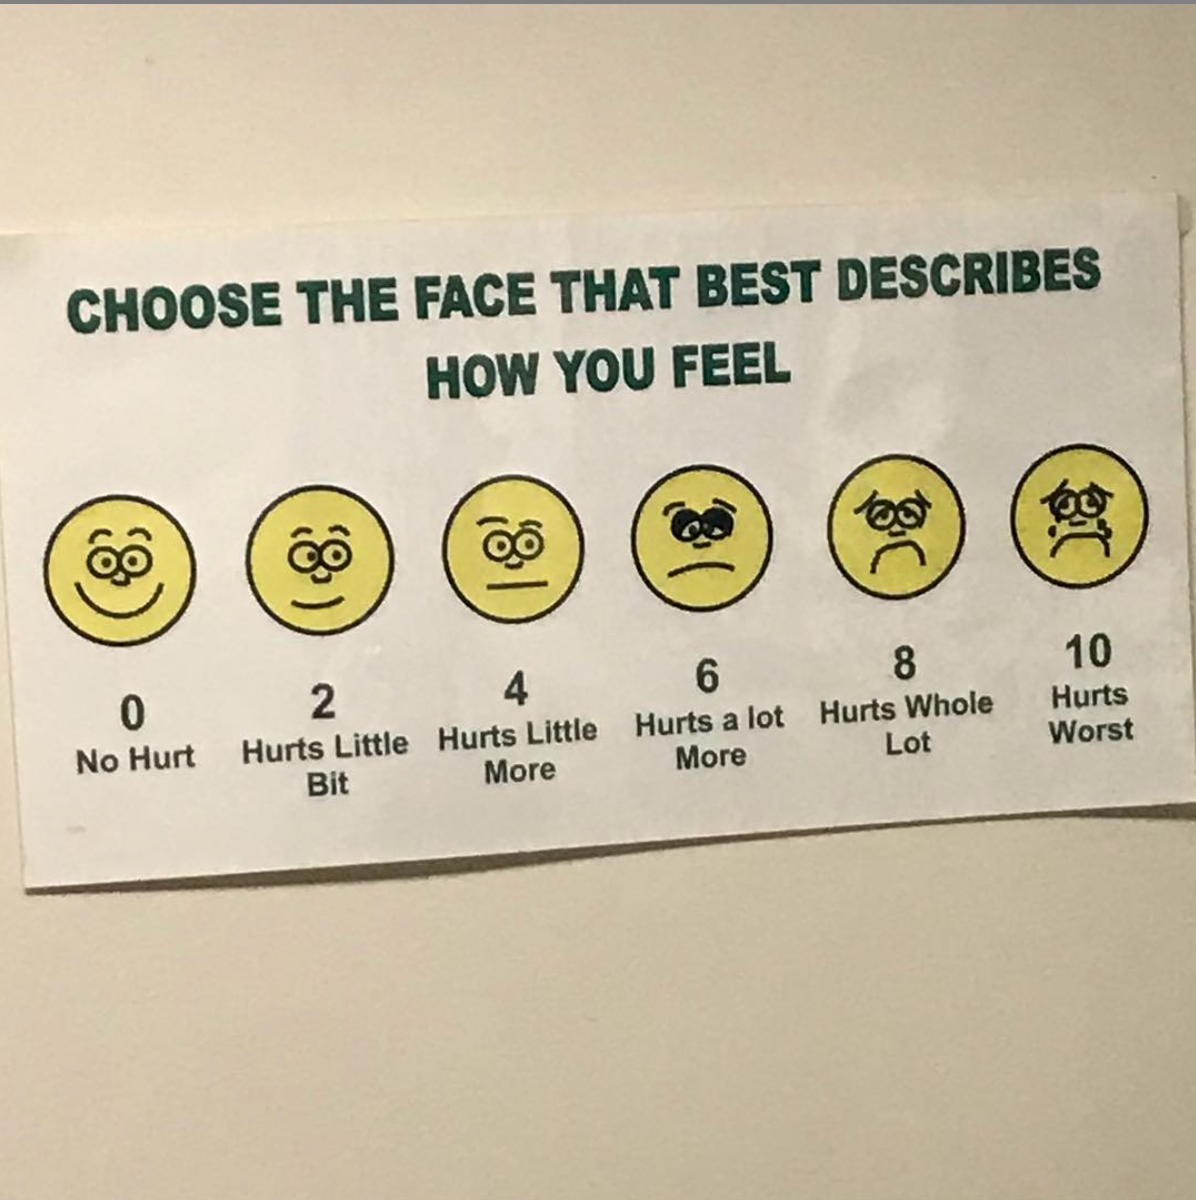 CHOOSE THE FACE THAT BEST DESCRIBES
HOW YOU FEEL
0
No Hurt
2
Hurts Little
Bit
4
Hurts Little
More
6
Hurts a lot
More
8
Hurts Whole
Lot
10
Hurts
Worst